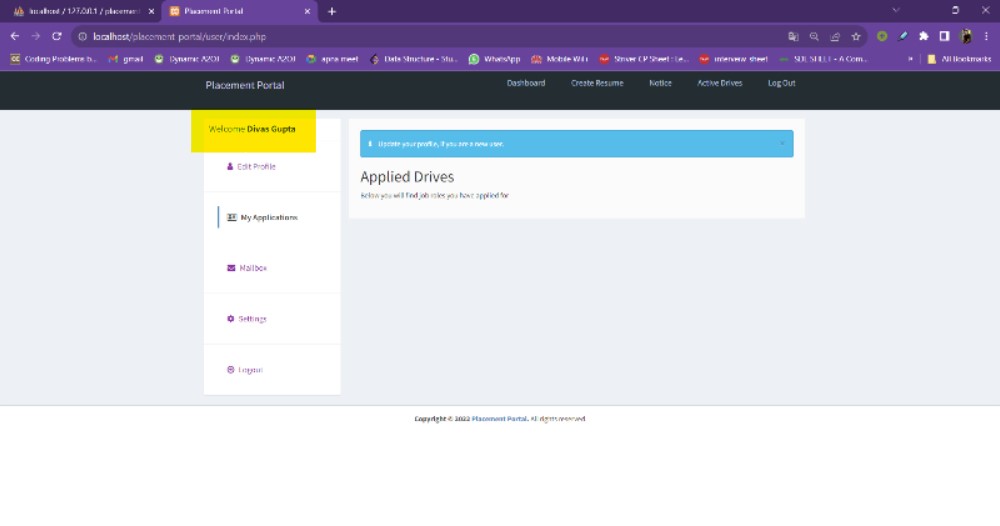 localhost / 127.0.0.1 / placement
Placement Portal
localhost/placement-portal/user/index.php
Coding Problems b... gmail Dynamic A2OJ Dynamic A2OJ apna meet Data Structure - Stu... WhatsApp Mobile WiFi Striver CP Sheet : Le... interview sheet SDE SHEET - A Com... » All Bookmarks
Placement Portal Dashboard Create Resume Notice Active Drives Log Out
Welcome Divas Gupta
Edit Profile
My Applications
Mailbox
Settings
Logout
Update your profile, if you are a new user.
Applied Drives
Below you will find job roles you have applied for
Copyright © 2022 Placement Portal. All rights reserved.